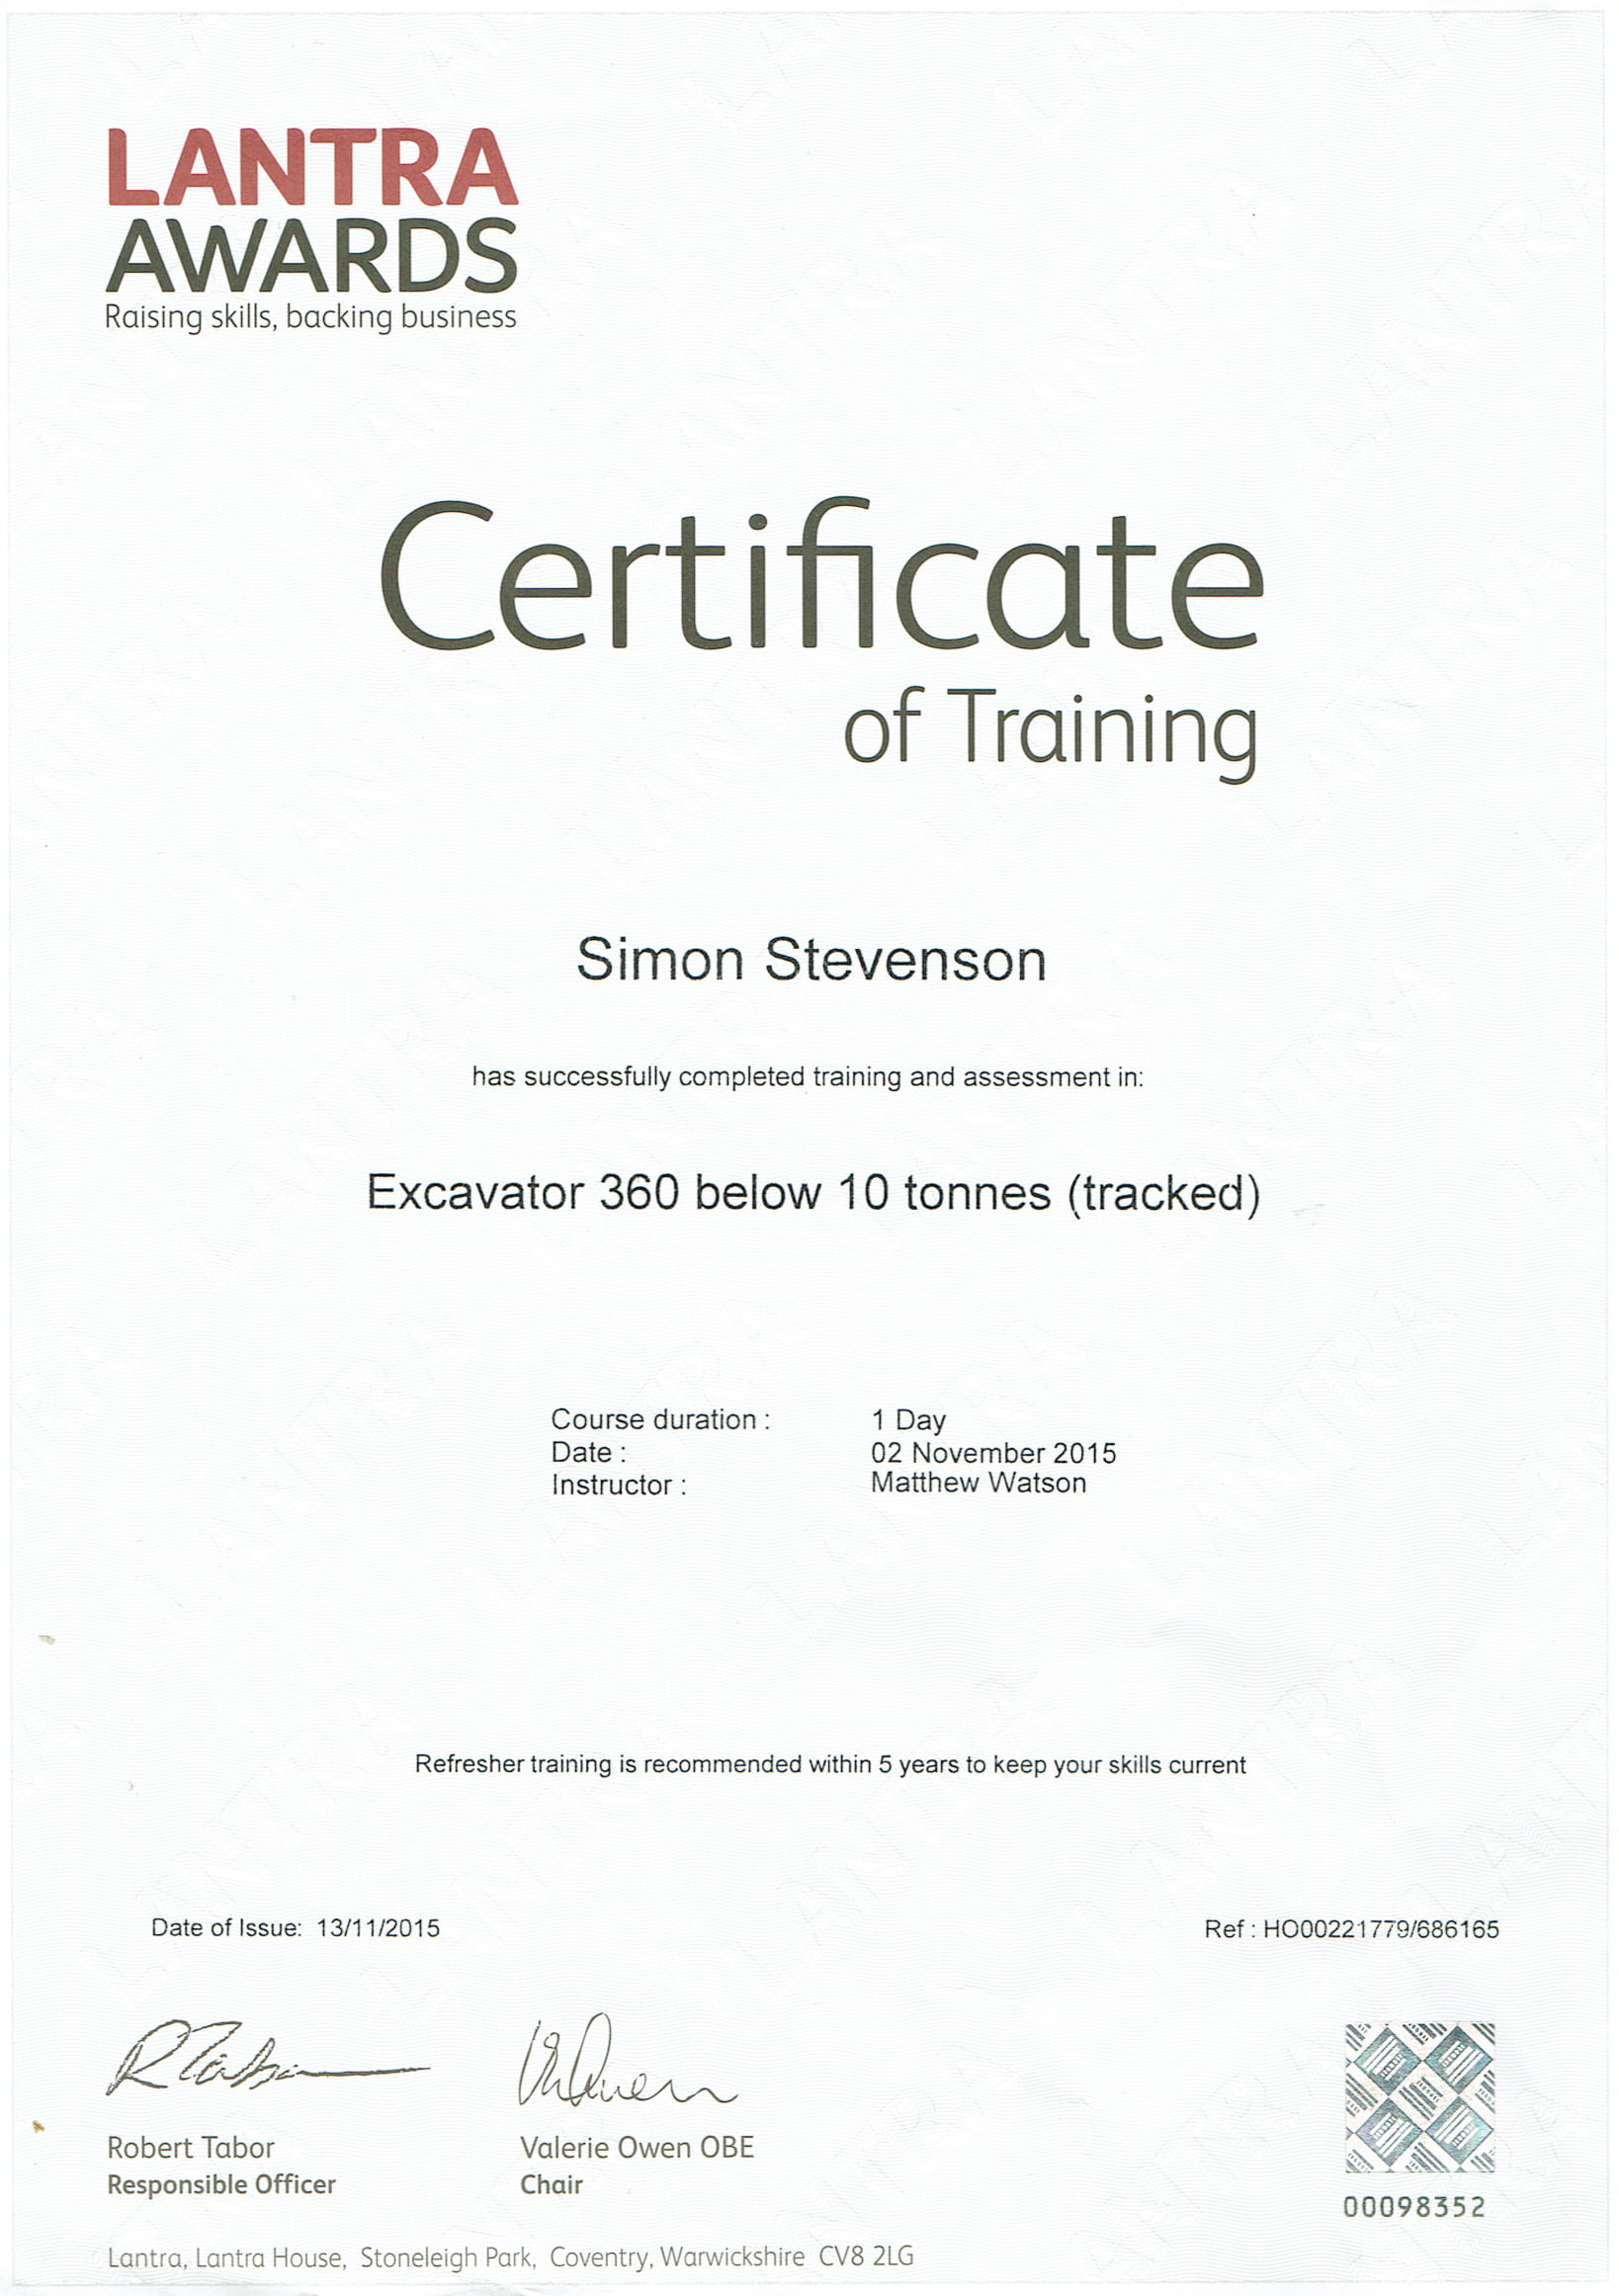 LANTRA
AWARDS
Raising skills, backing business
Certificate
of Training
Simon Stevenson
has successfully completed training and assessment in:
Excavator 360 below 10 tonnes (tracked)
Course duration : 1 Day
Date : 02 November 2015
Instructor : Matthew Watson
Refresher training is recommended within 5 years to keep your skills current
Date of Issue: 13/11/2015 Ref : HO00221779/686165
Robert Tabor Valerie Owen OBE
Responsible Officer Chair
00098352
Lantra, Lantra House, Stoneleigh Park, Coventry, Warwickshire CV8 2LG